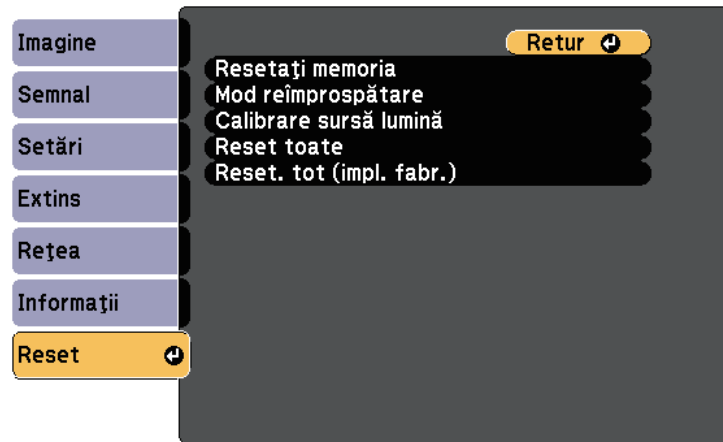 Imagine
Semnal
Setări
Extins
Reţea
Informaţii
Reset
Retur
Resetaţi memoria
Mod reîmprospătare
Calibrare sursă lumină
Reset toate
Reset. tot (impl. fabr.)